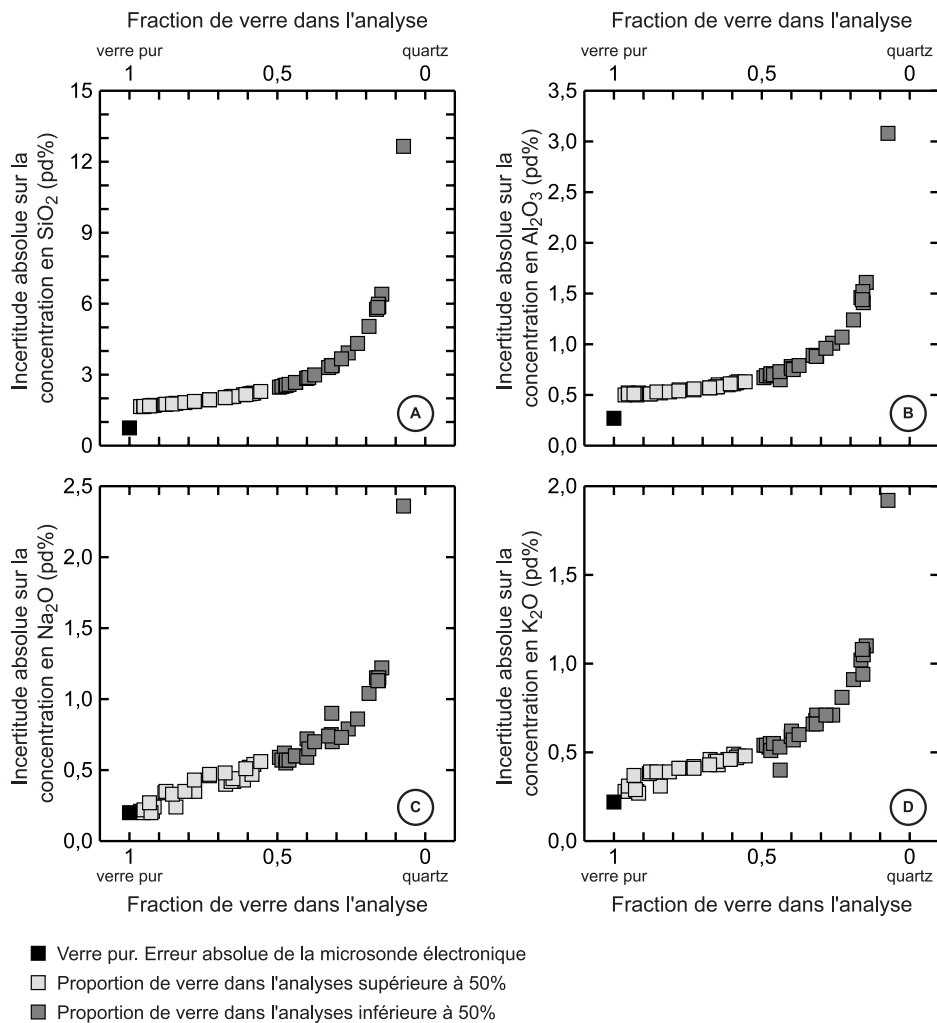 Fraction de verre dans l'analyse
Fraction de verre dans l'analyse
verre pur
quartz
verre pur
quartz
1
0,5
0
1
0,5
0
15
12
9
6
3
0
Incertitude absolue sur la
concentration en SiO₂ (pd%)
A
3,5
3,0
2,5
2,0
1,5
1,0
0,5
0,0
Incertitude absolue sur la
concentration en Al₂O₃ (pd%)
B
2,5
2,0
1,5
1,0
0,5
0,0
Incertitude absolue sur la
concentration en Na₂O (pd%)
C
2,0
1,5
1,0
0,5
0,0
Incertitude absolue sur la
concentration en K₂O (pd%)
D
1
0,5
0
1
0,5
0
verre pur
quartz
verre pur
quartz
Fraction de verre dans l'analyse
Fraction de verre dans l'analyse
Verre pur. Erreur absolue de la microsonde électronique
Proportion de verre dans l'analyses supérieure à 50%
Proportion de verre dans l'analyses inférieure à 50%